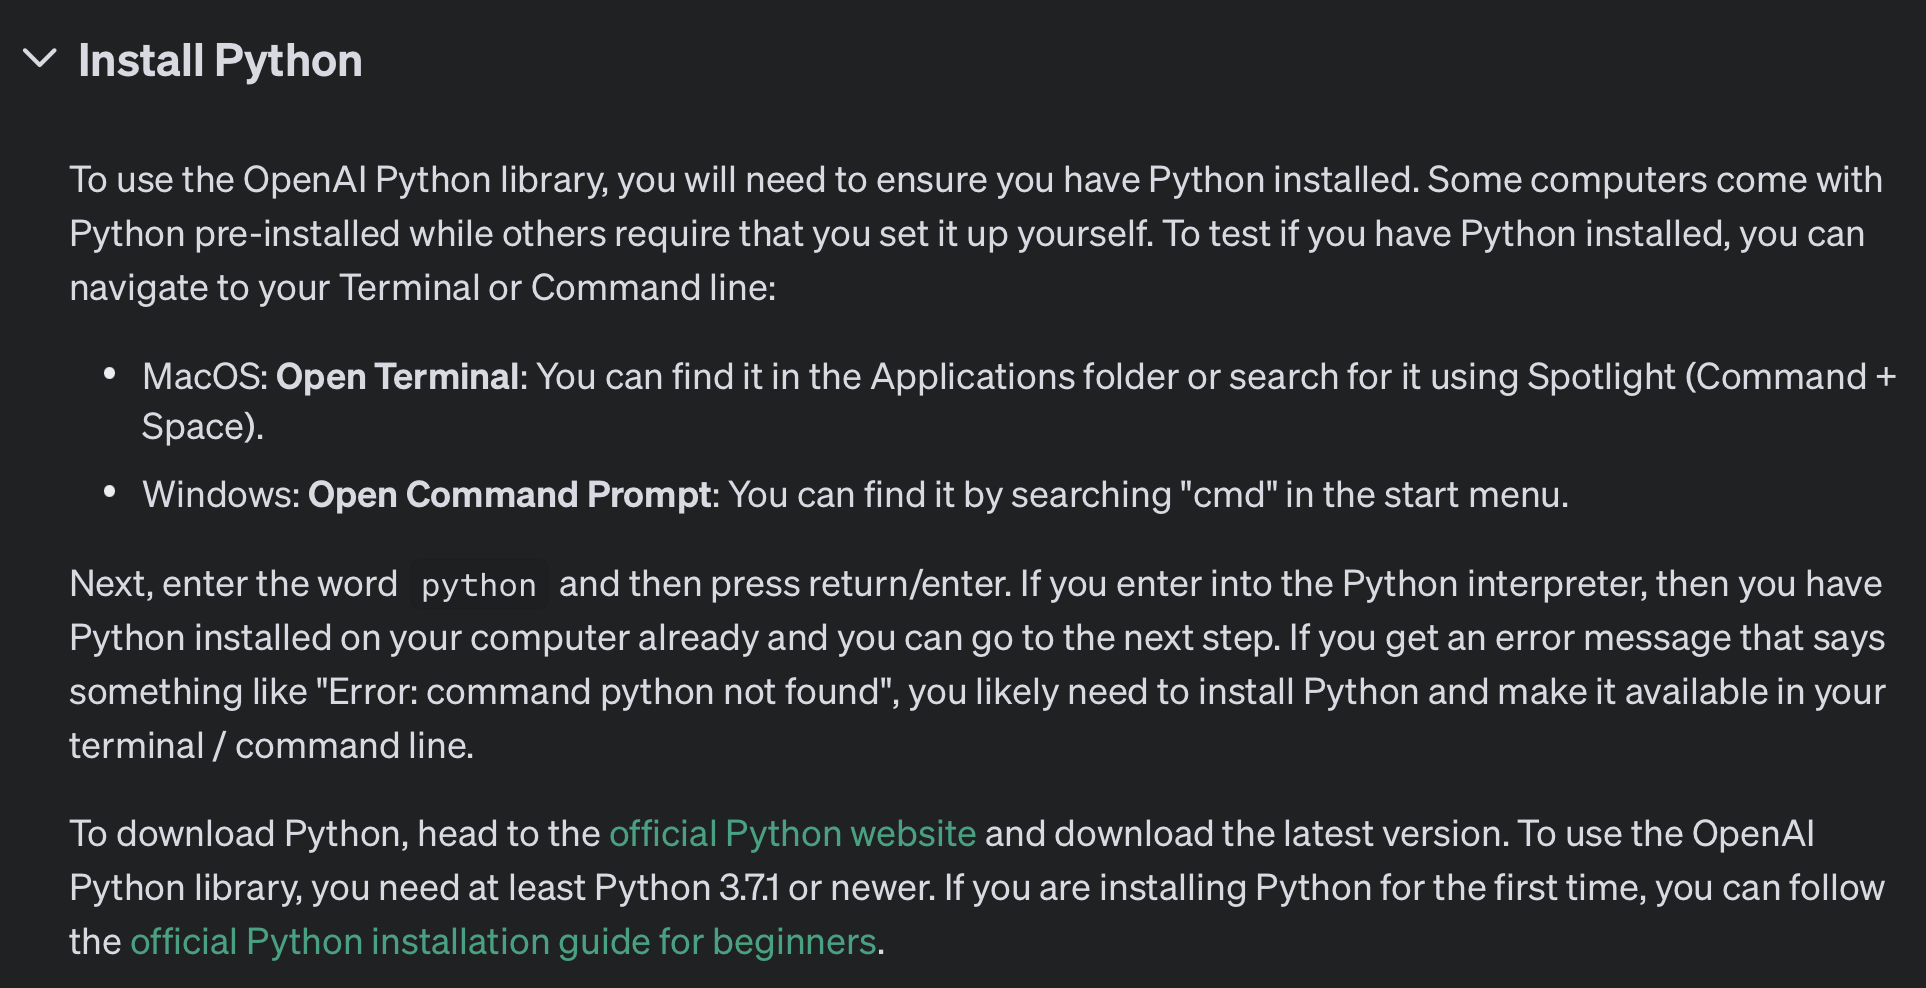 Install Python
To use the OpenAI Python library, you will need to ensure you have Python installed. Some computers come with
Python pre-installed while others require that you set it up yourself. To test if you have Python installed, you can
navigate to your Terminal or Command line:
• MacOS: Open Terminal: You can find it in the Applications folder or search for it using Spotlight (Command +
Space).
• Windows: Open Command Prompt: You can find it by searching "cmd" in the start menu.
Next, enter the word python and then press return/enter. If you enter into the Python interpreter, then you have
Python installed on your computer already and you can go to the next step. If you get an error message that says
something like "Error: command python not found", you likely need to install Python and make it available in your
terminal / command line.
To download Python, head to the official Python website and download the latest version. To use the OpenAI
Python library, you need at least Python 3.7.1 or newer. If you are installing Python for the first time, you can follow
the official Python installation guide for beginners.